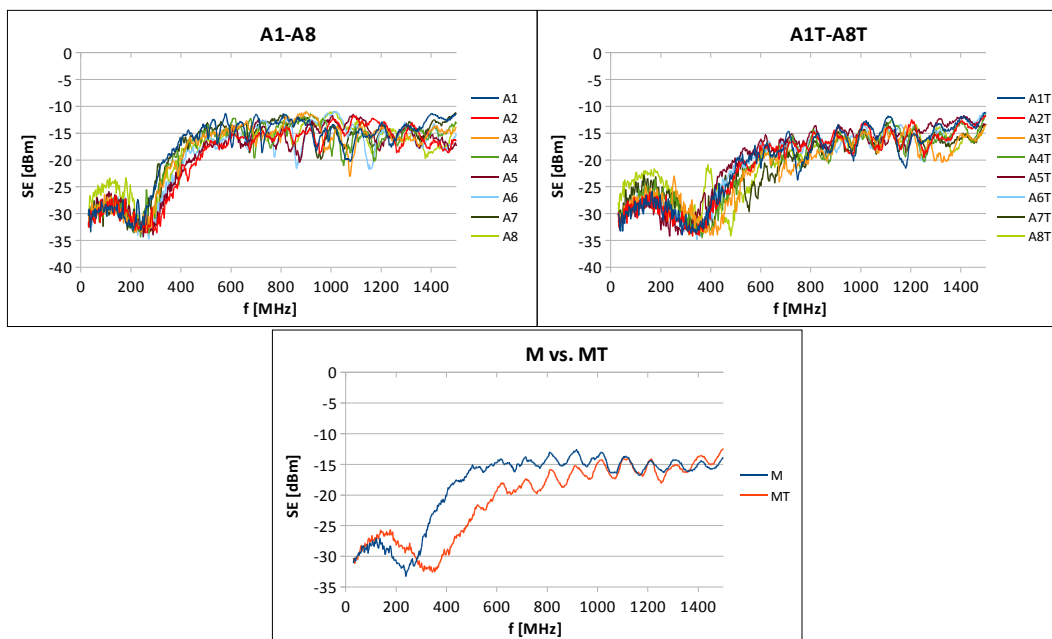 A1-A8
SE [dBm]
0
-5
-10
-15
-20
-25
-30
-35
-40
0 200 400 600 800 1000 1200 1400
f [MHz]
A1
A2
A3
A4
A5
A6
A7
A8
A1T-A8T
SE [dBm]
0
-5
-10
-15
-20
-25
-30
-35
-40
0 200 400 600 800 1000 1200 1400
f [MHz]
A1T
A2T
A3T
A4T
A5T
A6T
A7T
A8T
M vs. MT
SE [dBm]
0
-5
-10
-15
-20
-25
-30
-35
0 200 400 600 800 1000 1200 1400
f [MHz]
M
MT